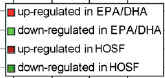 up-regulated in EPA/DHA
down-regulated in EPA/DHA
up-regulated in HOSF
down-regulated in HOSF